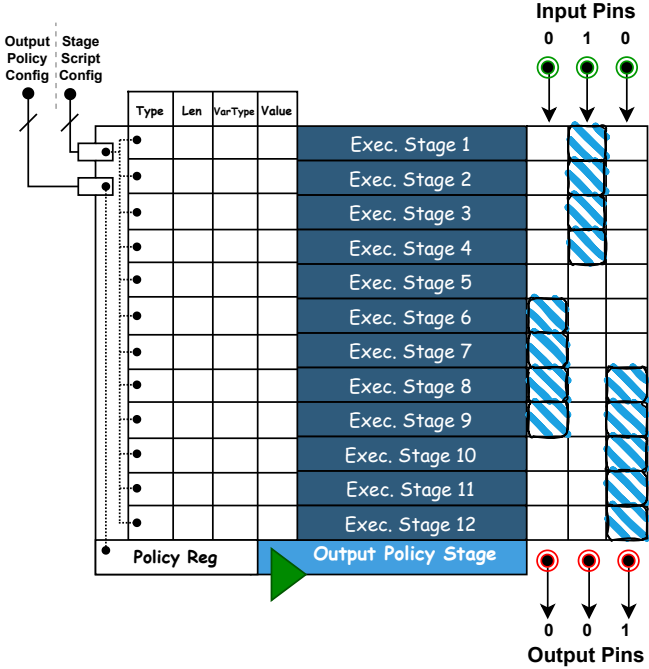 Input Pins
0 1 0
Output Stage
Policy Script
Config Config
Type Len VarType Value
Exec. Stage 1
Exec. Stage 2
Exec. Stage 3
Exec. Stage 4
Exec. Stage 5
Exec. Stage 6
Exec. Stage 7
Exec. Stage 8
Exec. Stage 9
Exec. Stage 10
Exec. Stage 11
Exec. Stage 12
Policy Reg Output Policy Stage
0 0 1
Output Pins